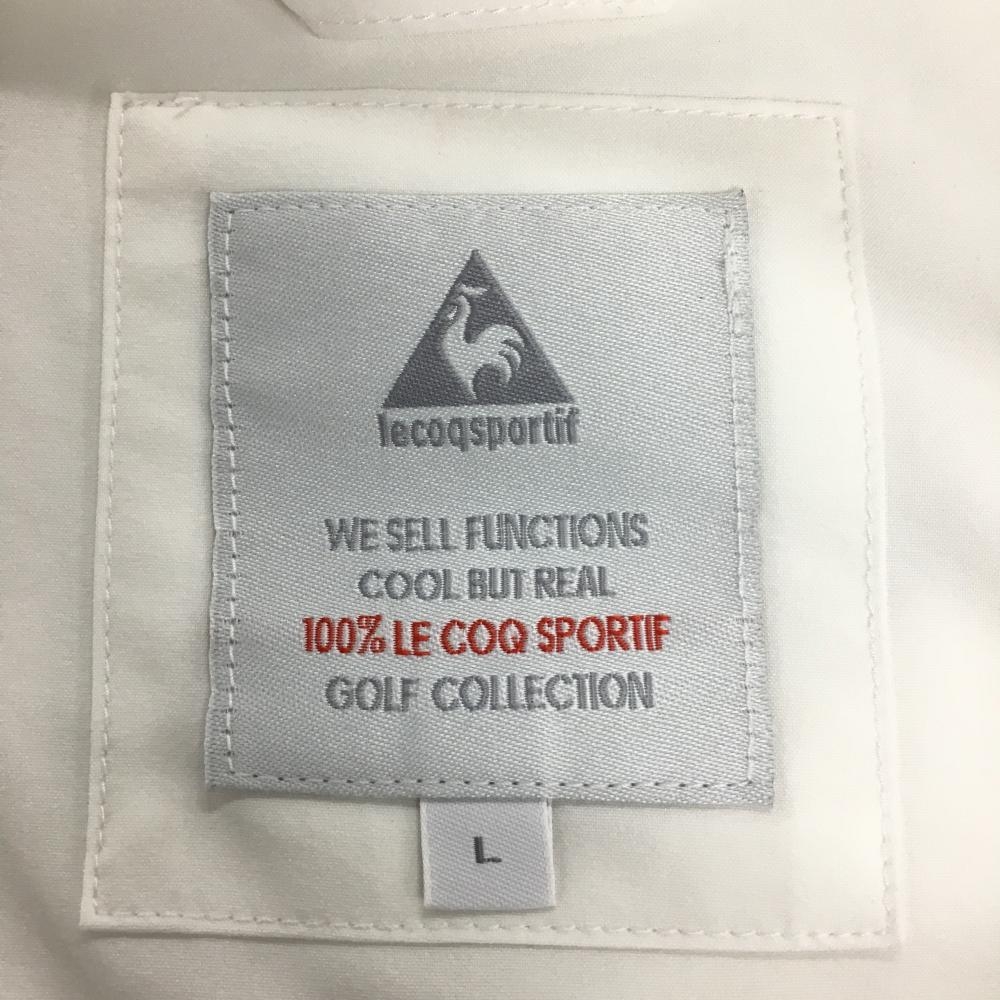 lecoqsportif
WE SELL FUNCTIONS
COOL BUT REAL
100% LE COQ SPORTIF
GOLF COLLECTION
L